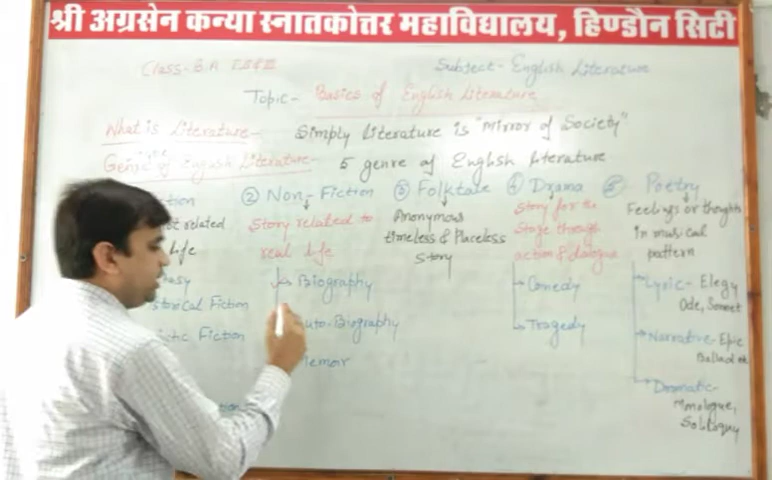 श्री अग्रसेन कन्या स्नातकोत्तर महाविद्यालय, हिण्डौन सिटी
Class- B.A I,II & III Subject- English Literature
Topic- Basics of English Literature
What is Literature- Simply Literature is "Mirror of Society"
Genre of English Literature- 5 genre of English literature
② Non-Fiction ③ Folktale ④ Drama ⑤ Poetry
Story related to
real life
Biography
Auto-Biography
Memor
Anonymous
timeless & Placeless
Story
Story for the
Stage through
action & dialogue
Comedy
Tragedy
Feelings or thoughts
in musical
pattern
Lyric- Elegy
Ode, Sonnet
Narrative- Epic
Ballad
Dramatic-
Monologue,
Soliloquy
related
life
Fiction
Fiction